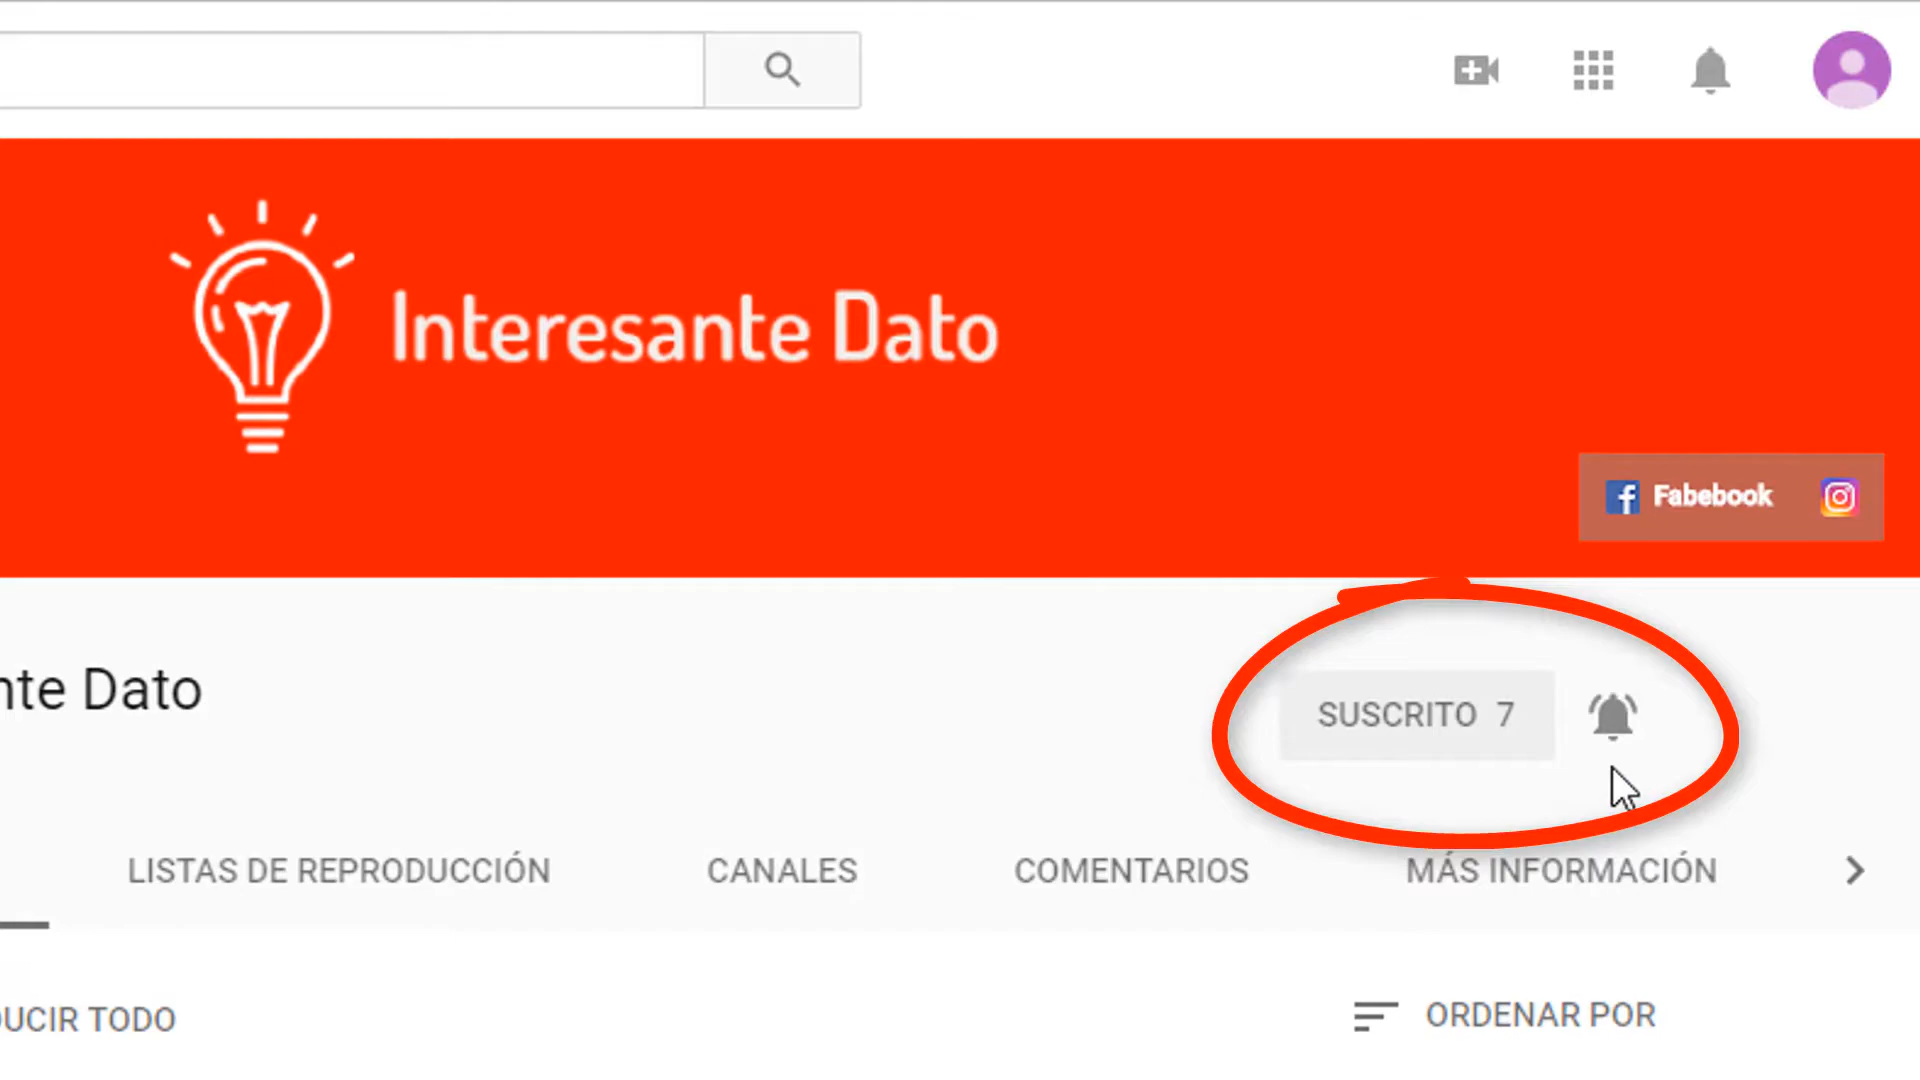 Interesante Dato
Fabebook
nte Dato
SUSCRITO 7
LISTAS DE REPRODUCCIÓN CANALES COMENTARIOS MÁS INFORMACIÓN
UCIR TODO
ORDENAR POR